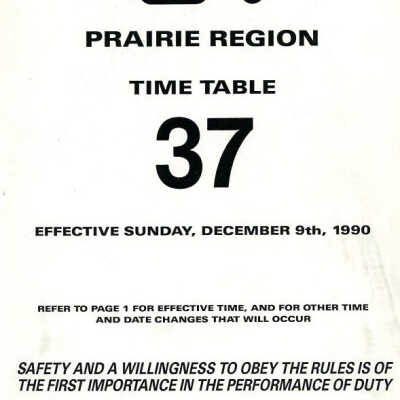 PRAIRIE REGION
TIME TABLE
37
EFFECTIVE SUNDAY, DECEMBER 9th, 1990
REFER TO PAGE 1 FOR EFFECTIVE TIME, AND FOR OTHER TIME
AND DATE CHANGES THAT WILL OCCUR
SAFETY AND A WILLINGNESS TO OBEY THE RULES IS OF
THE FIRST IMPORTANCE IN THE PERFORMANCE OF DUTY